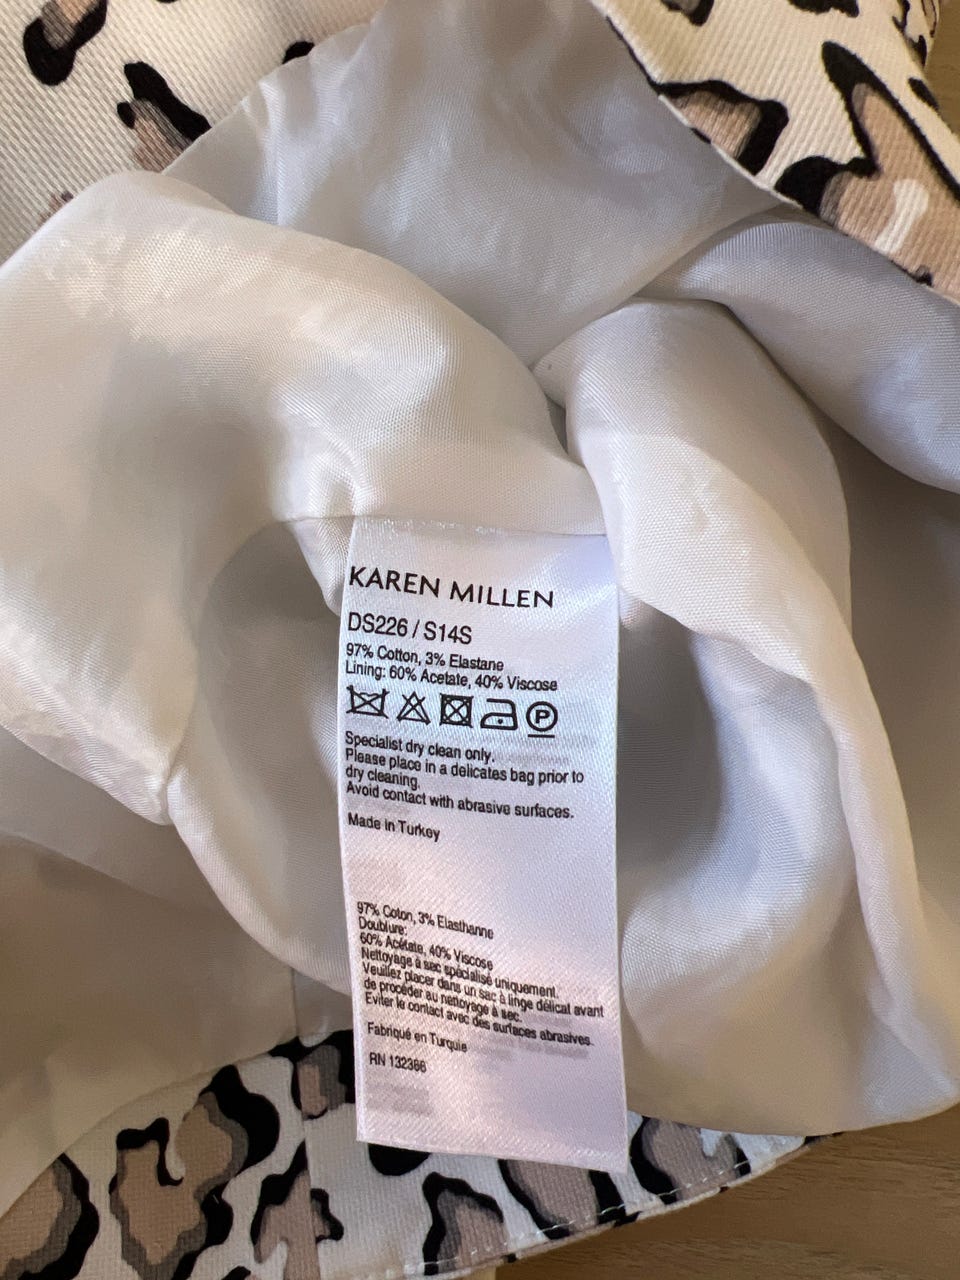 KAREN MILLEN
DS226 / S14S
97% Cotton, 3% Elastane
Lining: 60% Acetate, 40% Viscose
P
Specialist dry clean only.
Please place in a delicates bag prior to
dry cleaning.
Avoid contact with abrasive surfaces.
Made in Turkey
97% Coton, 3% Elasthanne
Doublure:
60% Acétate, 40% Viscose
Nettoyage à sec spécialisé uniquement.
Veuillez placer dans un sac à linge délicat avant
de procéder au nettoyage à sec.
Eviter le contact avec des surfaces abrasives.
Fabriqué en Turquie
RN 132366